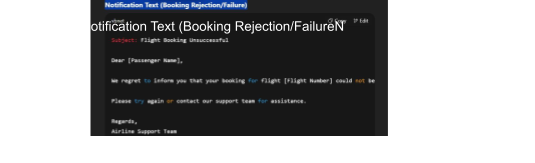 Notification Text (Booking Rejection/Failure)
otification Text (Booking Rejection/FailureN
Copy Edit
Subject: Flight Booking Unsuccessful
Dear [Passenger Name],
We regret to inform you that your booking for flight [Flight Number] could not be
Please try again or contact our support team for assistance.
Regards,
Airline Support Team